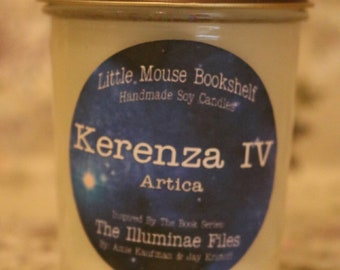 Little Mouse Bookshelf
Handmade Soy Candles
Kerenza IV
Artica
Inspired By The Book Series
The Illuminae Files
By: Amie Kaufman & Jay Kristoff